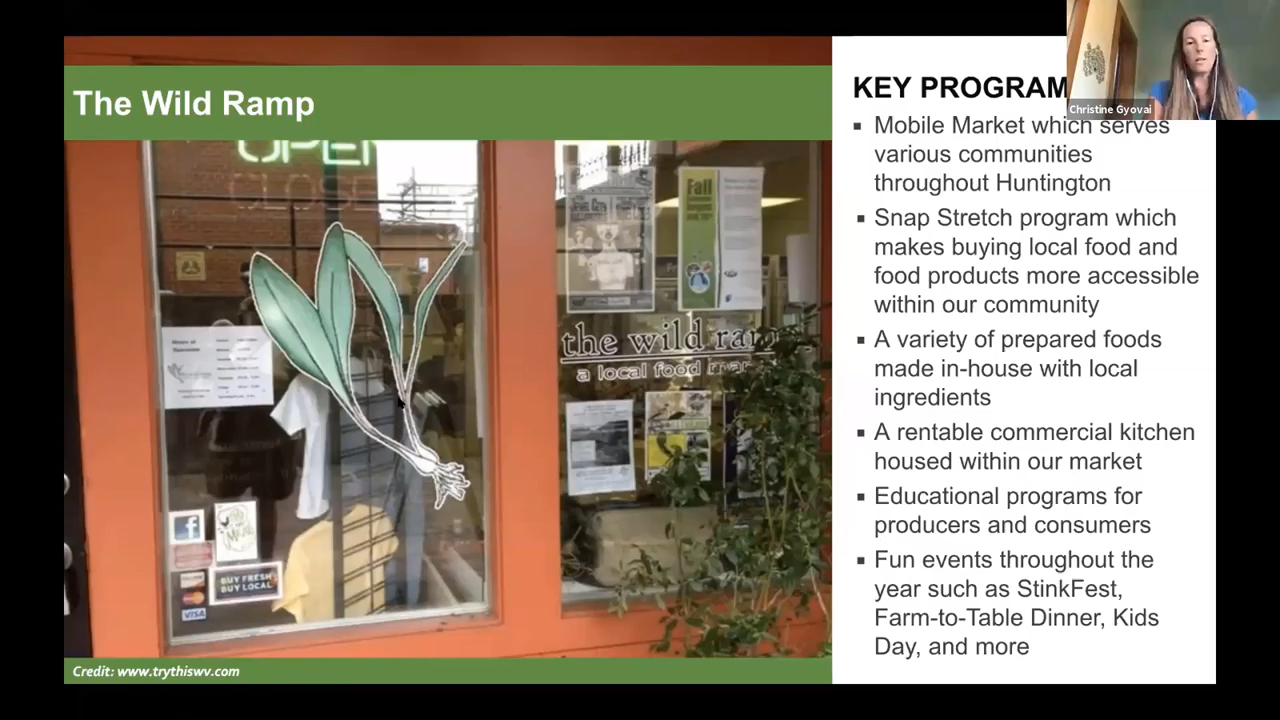 The Wild Ramp
KEY PROGRAM
Christine Gyovai
Mobile Market which serves
various communities
throughout Huntington
Snap Stretch program which
makes buying local food and
food products more accessible
within our community
A variety of prepared foods
made in-house with local
ingredients
A rentable commercial kitchen
housed within our market
Educational programs for
producers and consumers
Fun events throughout the
year such as StinkFest,
Farm-to-Table Dinner, Kids
Day, and more
OPEN
CLOSE
Fall
the wild ram
a local food mar
BUY FRESH
BUY LOCAL
VISA
Credit: www.trythiswv.com